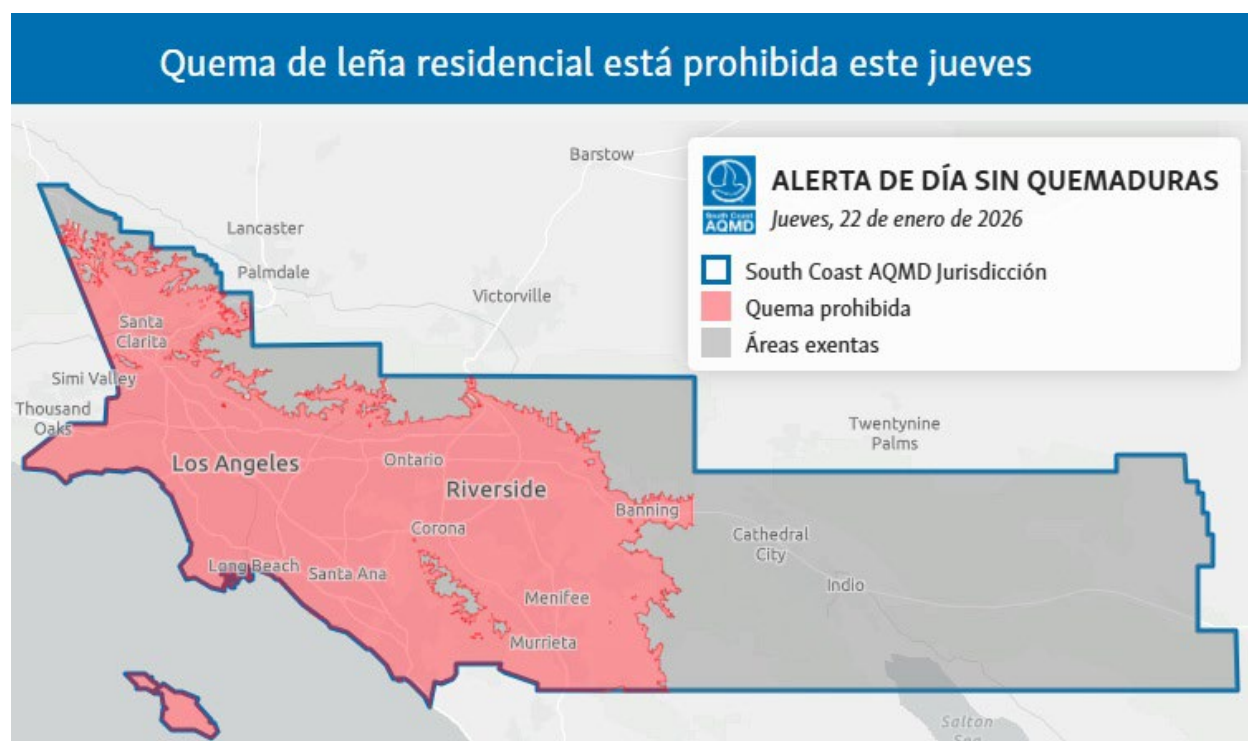 Quema de leña residencial está prohibida este jueves
ALERTA DE DÍA SIN QUEMADURAS
Jueves, 22 de enero de 2026
South Coast
AQMD
South Coast AQMD Jurisdicción
Quema prohibida
Áreas exentas
Barstow
Lancaster
Palmdale
Victorville
Santa
Clarita
Simi Valley
Thousand
Oaks
Twentynine
Palms
Los Angeles
Ontario
Riverside
Banning
Corona
Cathedral
City
Long Beach
Santa Ana
Indio
Menifee
Murrieta
Salton
Sea